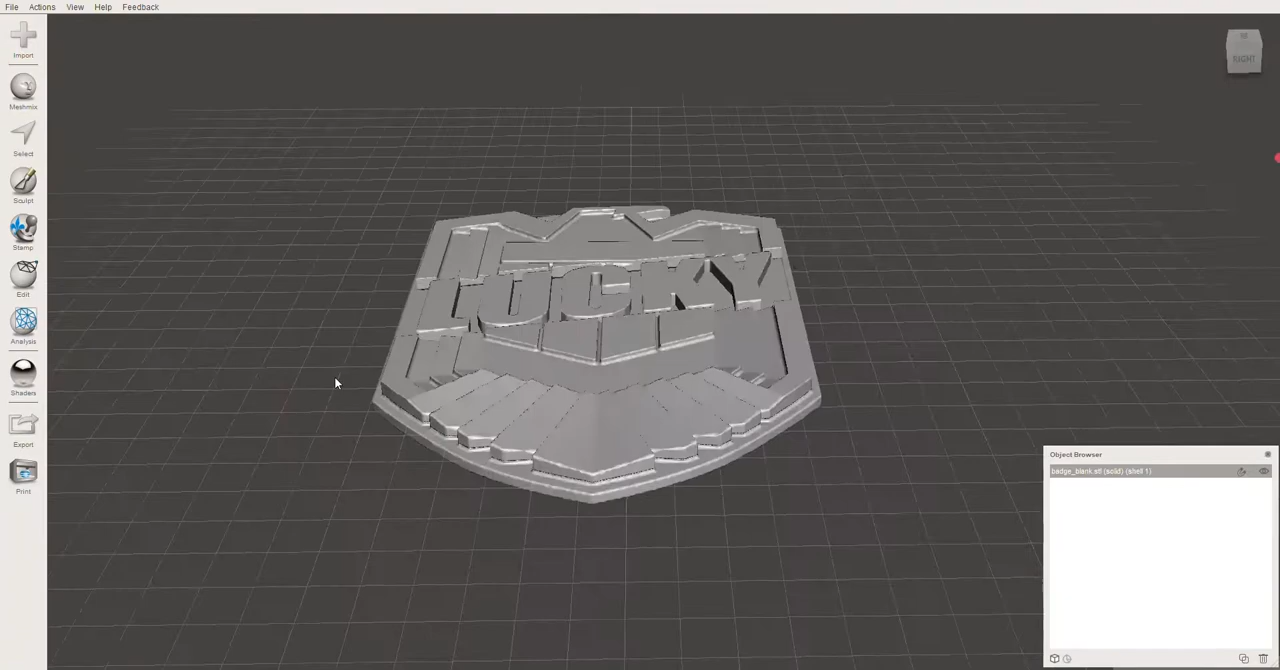 File Actions View Help Feedback
Import
Meshmix
Select
Sculpt
Stamp
Edit
Analysis
Shaders
Export
Print
RIGHT
LUCKY
Object Browser
badge_blank.stl (solid) (shell 1)